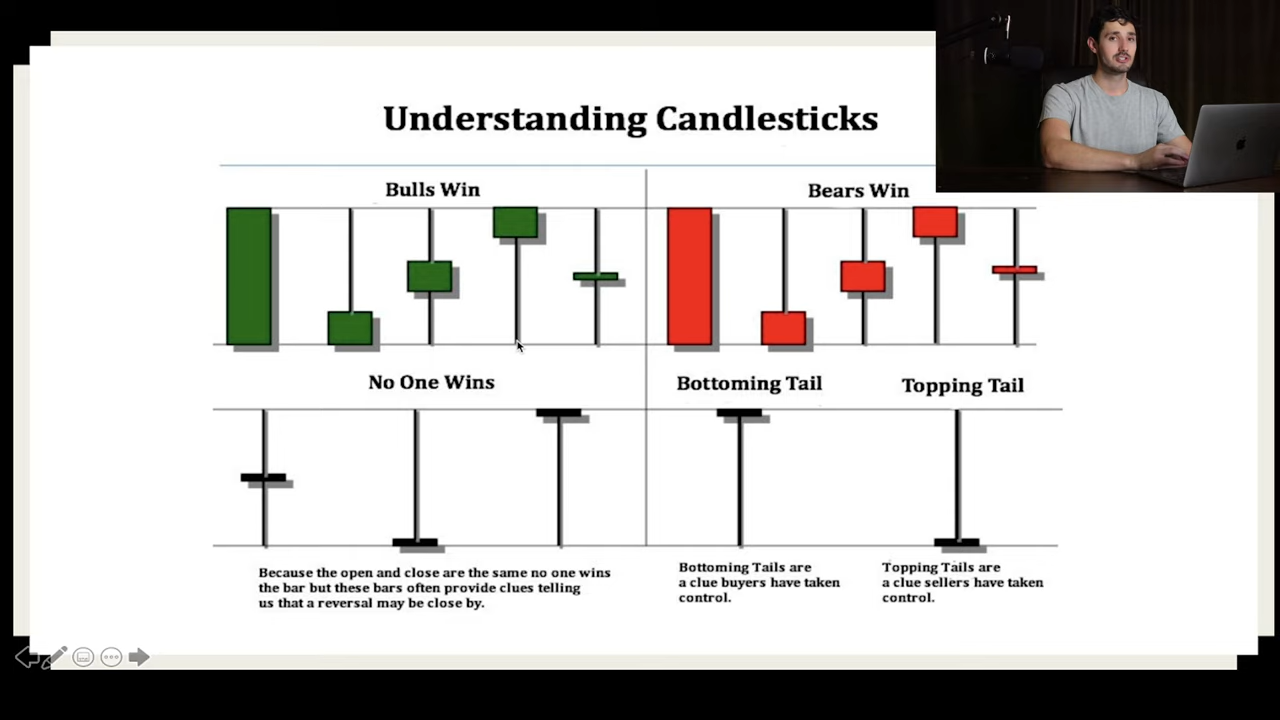 Understanding Candlesticks
Bulls Win
Bears Win
No One Wins
Bottoming Tail
Topping Tail
Because the open and close are the same no one wins
the bar but these bars often provide clues telling
us that a reversal may be close by.
Bottoming Tails are
a clue buyers have taken
control.
Topping Tails are
a clue sellers have taken
control.